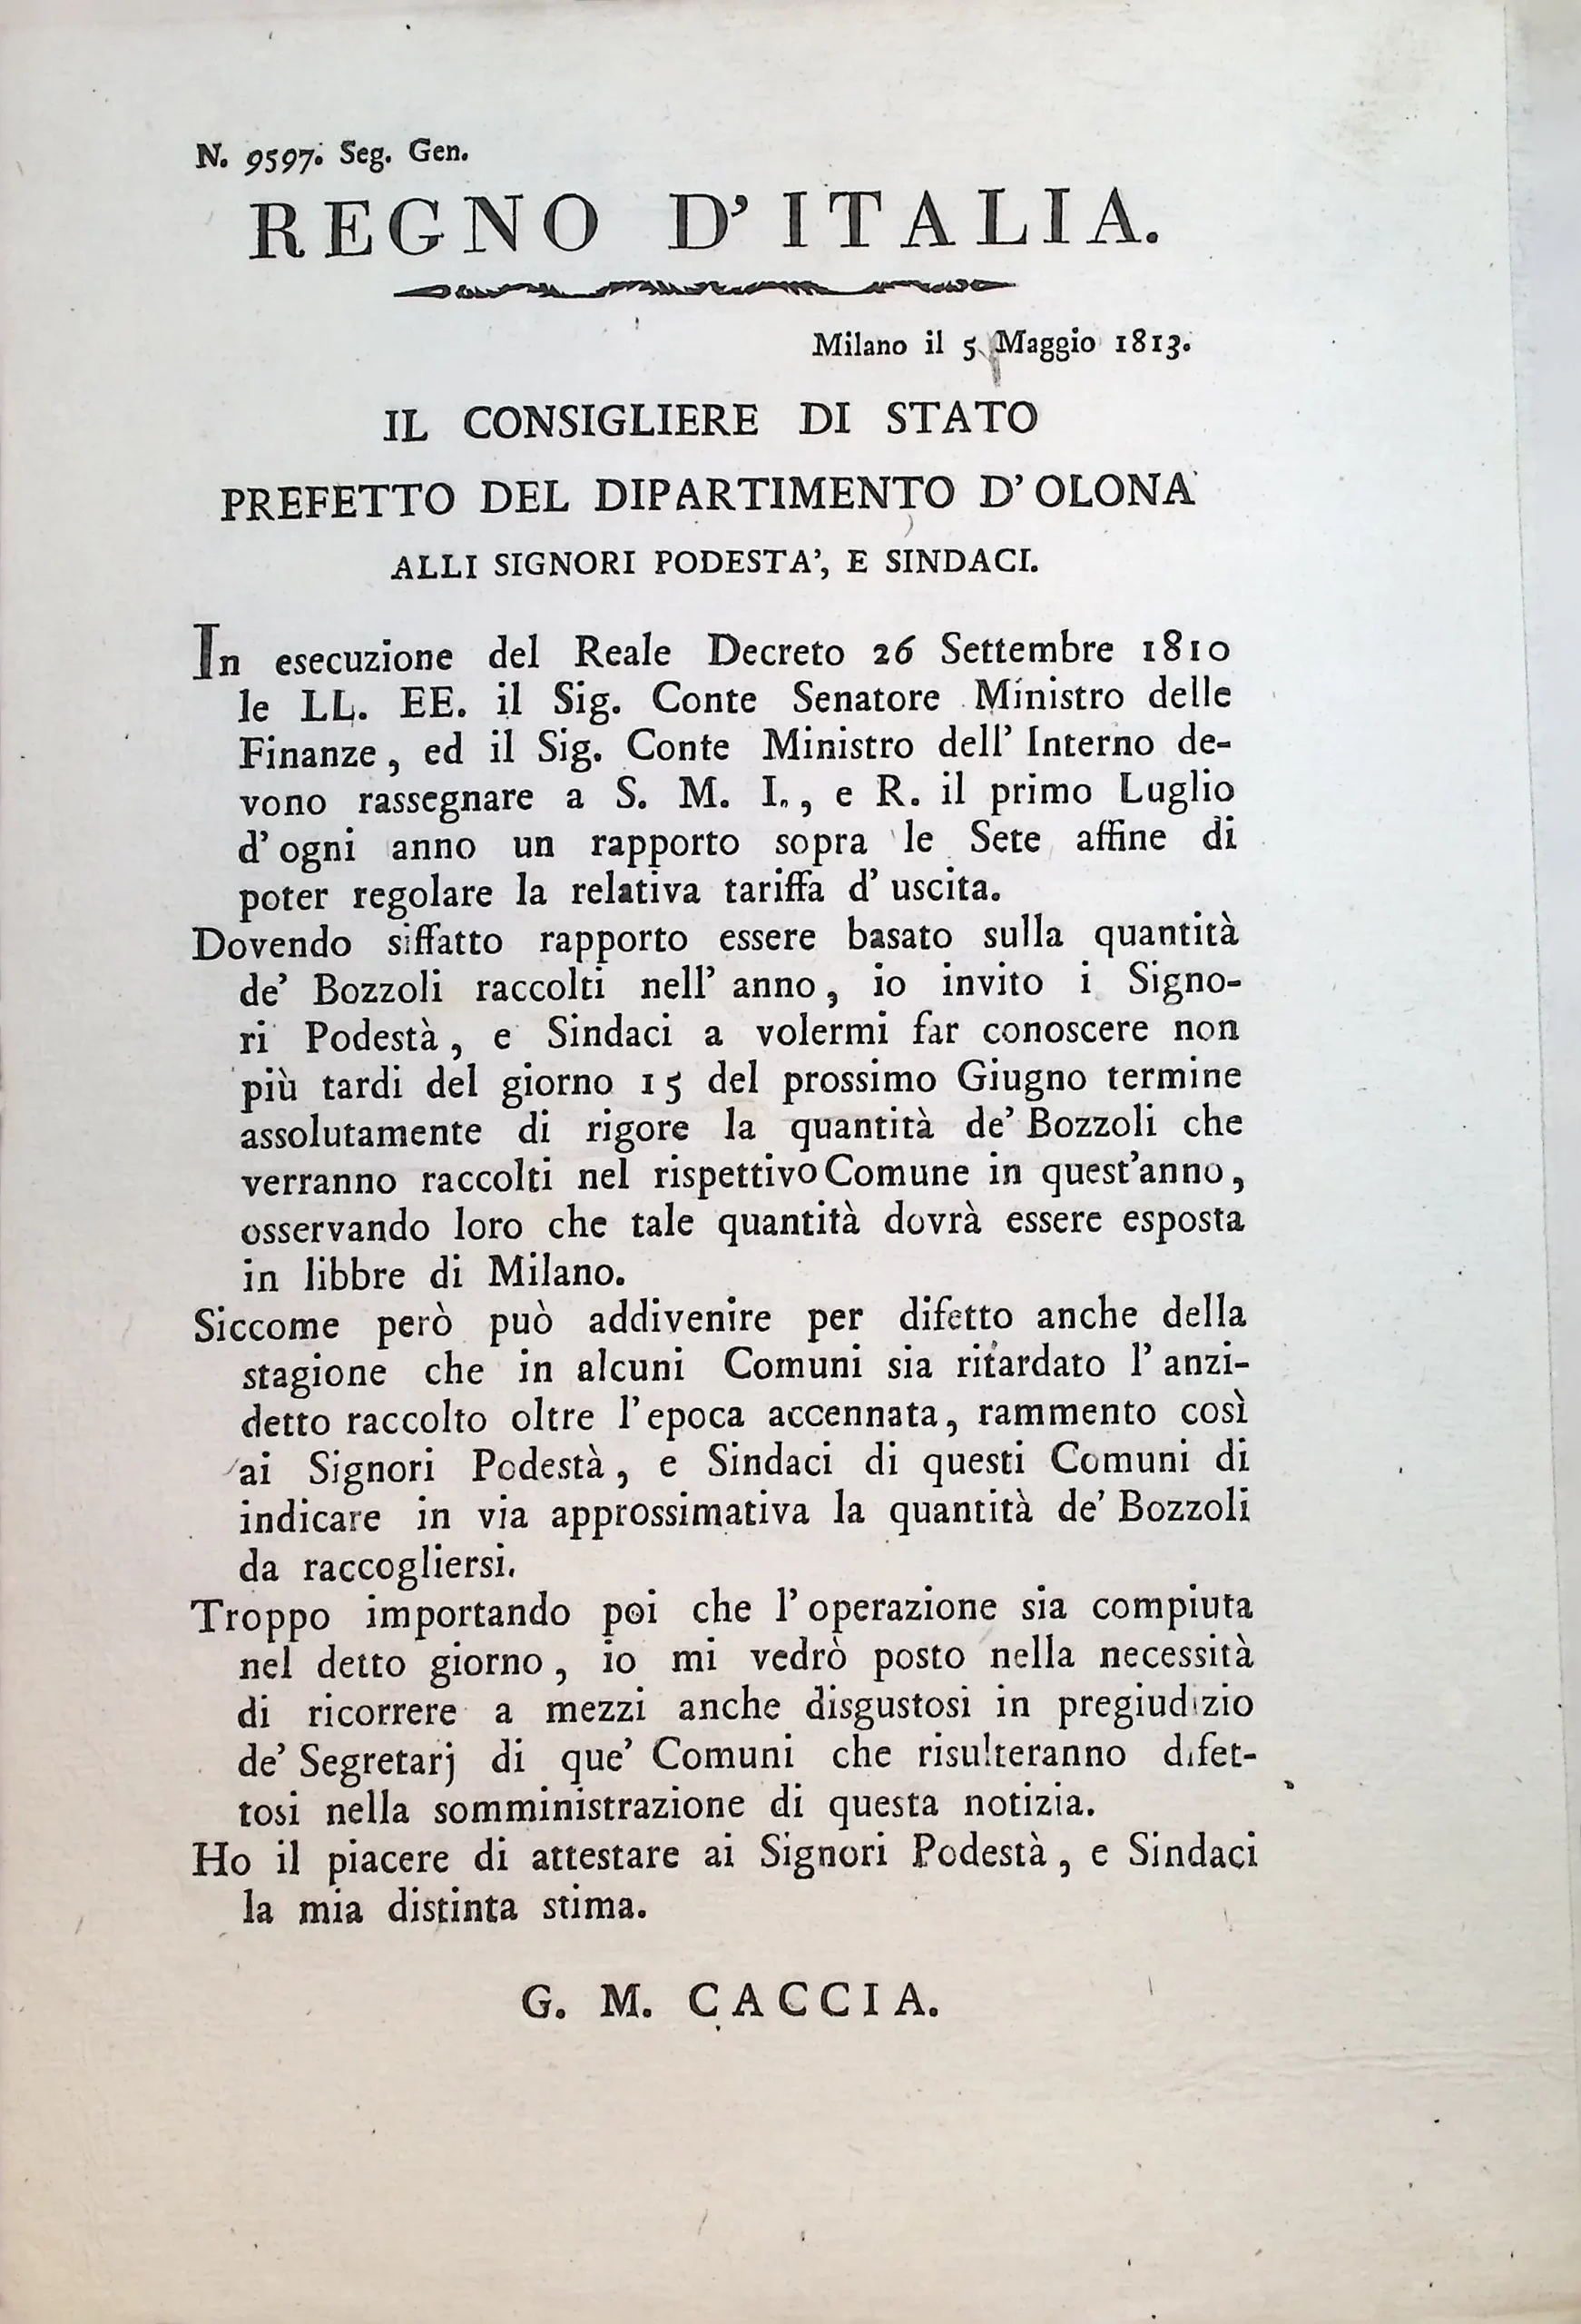 N. 9597. Seg. Gen.
REGNO D' ITALIA.
Milano il 5 Maggio 1813.
IL CONSIGLIERE DI STATO
PREFETTO DEL DIPARTIMENTO D' OLONA
ALLI SIGNORI PODESTA', E SINDACI.
In esecuzione del Reale Decreto 26 Settembre 1810
le LL. EE. il Sig. Conte Senatore Ministro delle
Finanze, ed il Sig. Conte Ministro dell' Interno de-
vono rassegnare a S. M. I., e R. il primo Luglio
d' ogni anno un rapporto sopra le Sete affine di
poter regolare la relativa tariffa d' uscita.
Dovendo siffatto rapporto essere basato sulla quantità
de' Bozzoli raccolti nell' anno, io invito i Signo-
ri Podestà, e Sindaci a volermi far conoscere non
più tardi del giorno 15 del prossimo Giugno termine
assolutamente di rigore la quantità de' Bozzoli che
verranno raccolti nel rispettivo Comune in quest'anno,
osservando loro che tale quantità dovrà essere esposta
in libbre di Milano.
Siccome però può addivenire per difetto anche della
stagione che in alcuni Comuni sia ritardato l' anzi-
detto raccolto oltre l'epoca accennata, rammento così
ai Signori Podestà, e Sindaci di questi Comuni di
indicare in via approssimativa la quantità de' Bozzoli
da raccogliersi.
Troppo importando poi che l' operazione sia compiuta
nel detto giorno, io mi vedrò posto nella necessità
di ricorrere a mezzi anche disgustosi in pregiudizio
de' Segretarj di que' Comuni che risulteranno difet-
tosi nella somministrazione di questa notizia.
Ho il piacere di attestare ai Signori Podestà, e Sindaci
la mia distinta stima.
G. M. CACCIA.